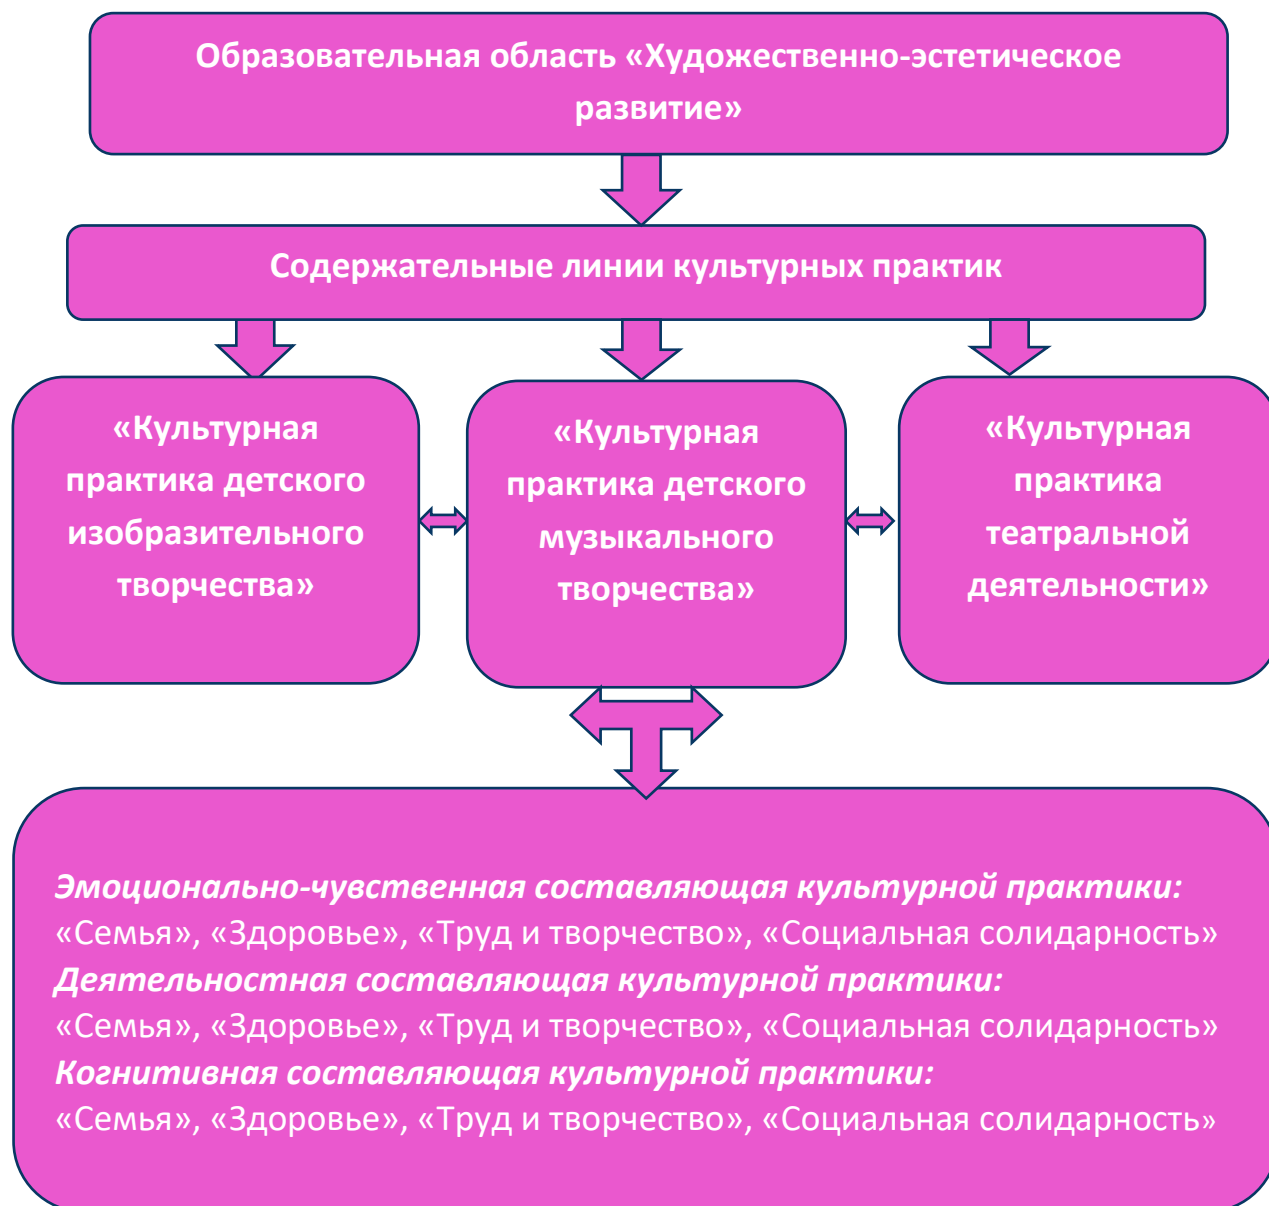 Образовательная область «Художественно-эстетическое
развитие»
Содержательные линии культурных практик
«Культурная
практика детского
изобразительного
творчества»
«Культурная
практика детского
музыкального
творчества»
«Культурная
практика
театральной
деятельности»
Эмоционально-чувственная составляющая культурной практики:
«Семья», «Здоровье», «Труд и творчество», «Социальная солидарность»
Деятельностная составляющая культурной практики:
«Семья», «Здоровье», «Труд и творчество», «Социальная солидарность»
Когнитивная составляющая культурной практики:
«Семья», «Здоровье», «Труд и творчество», «Социальная солидарность»